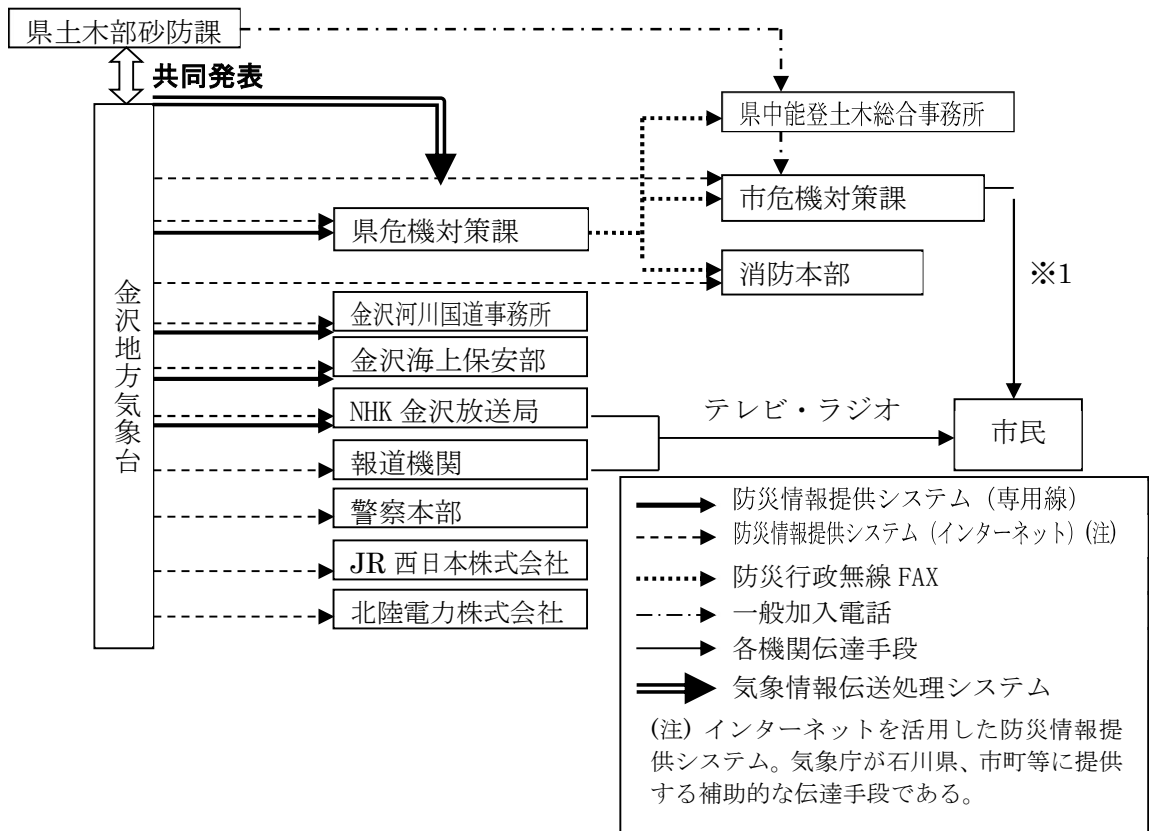 県土木部砂防課
共同発表
県中能登土木総合事務所
市危機対策課
県危機対策課
消防本部
※1
金沢地方気象台
金沢河川国道事務所
金沢海上保安部
NHK 金沢放送局
テレビ・ラジオ
市民
報道機関
警察本部
JR 西日本株式会社
北陸電力株式会社
防災情報提供システム（専用線）
防災情報提供システム（インターネット）(注)
防災行政無線 FAX
一般加入電話
各機関伝達手段
気象情報伝送処理システム
(注) インターネットを活用した防災情報提
供システム。気象庁が石川県、市町等に提供
する補助的な伝達手段である。